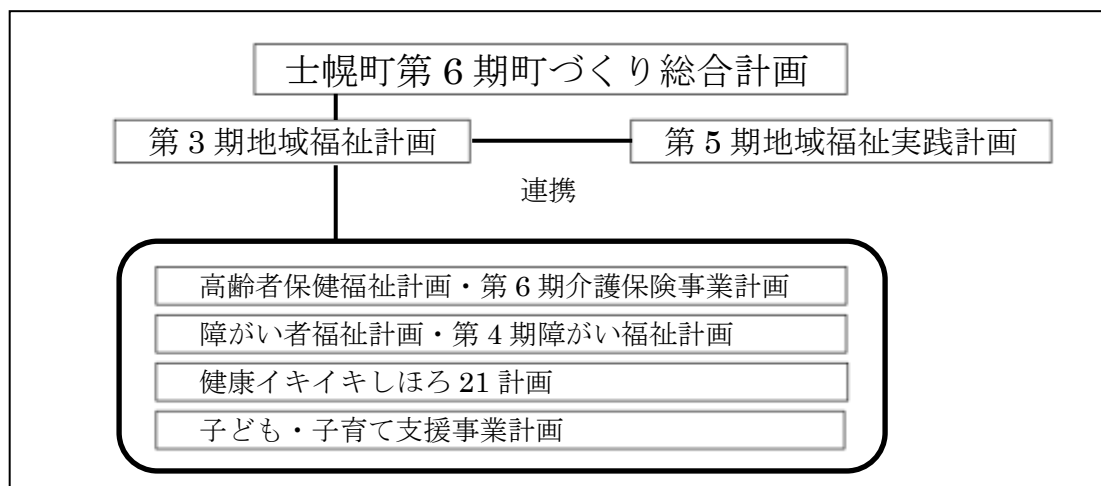 士幌町第 6 期町づくり総合計画
第 3 期地域福祉計画
第 5 期地域福祉実践計画
連携
高齢者保健福祉計画・第 6 期介護保険事業計画
障がい者福祉計画・第 4 期障がい福祉計画
健康イキイキしほろ 21 計画
子ども・子育て支援事業計画